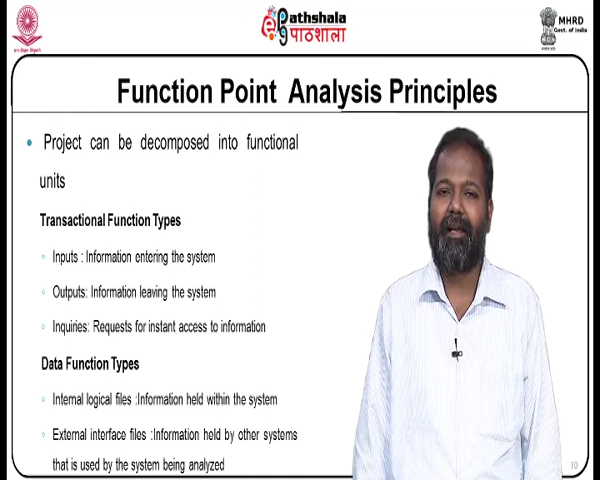 Pathshala
पाठशाला
MHRD
Govt. of India
Function Point Analysis Principles
• Project can be decomposed into functional
units
Transactional Function Types
◦ Inputs : Information entering the system
◦ Outputs: Information leaving the system
◦ Inquiries: Requests for instant access to information
Data Function Types
◦ Internal logical files :Information held within the system
◦ External interface files :Information held by other systems
that is used by the system being analyzed
10